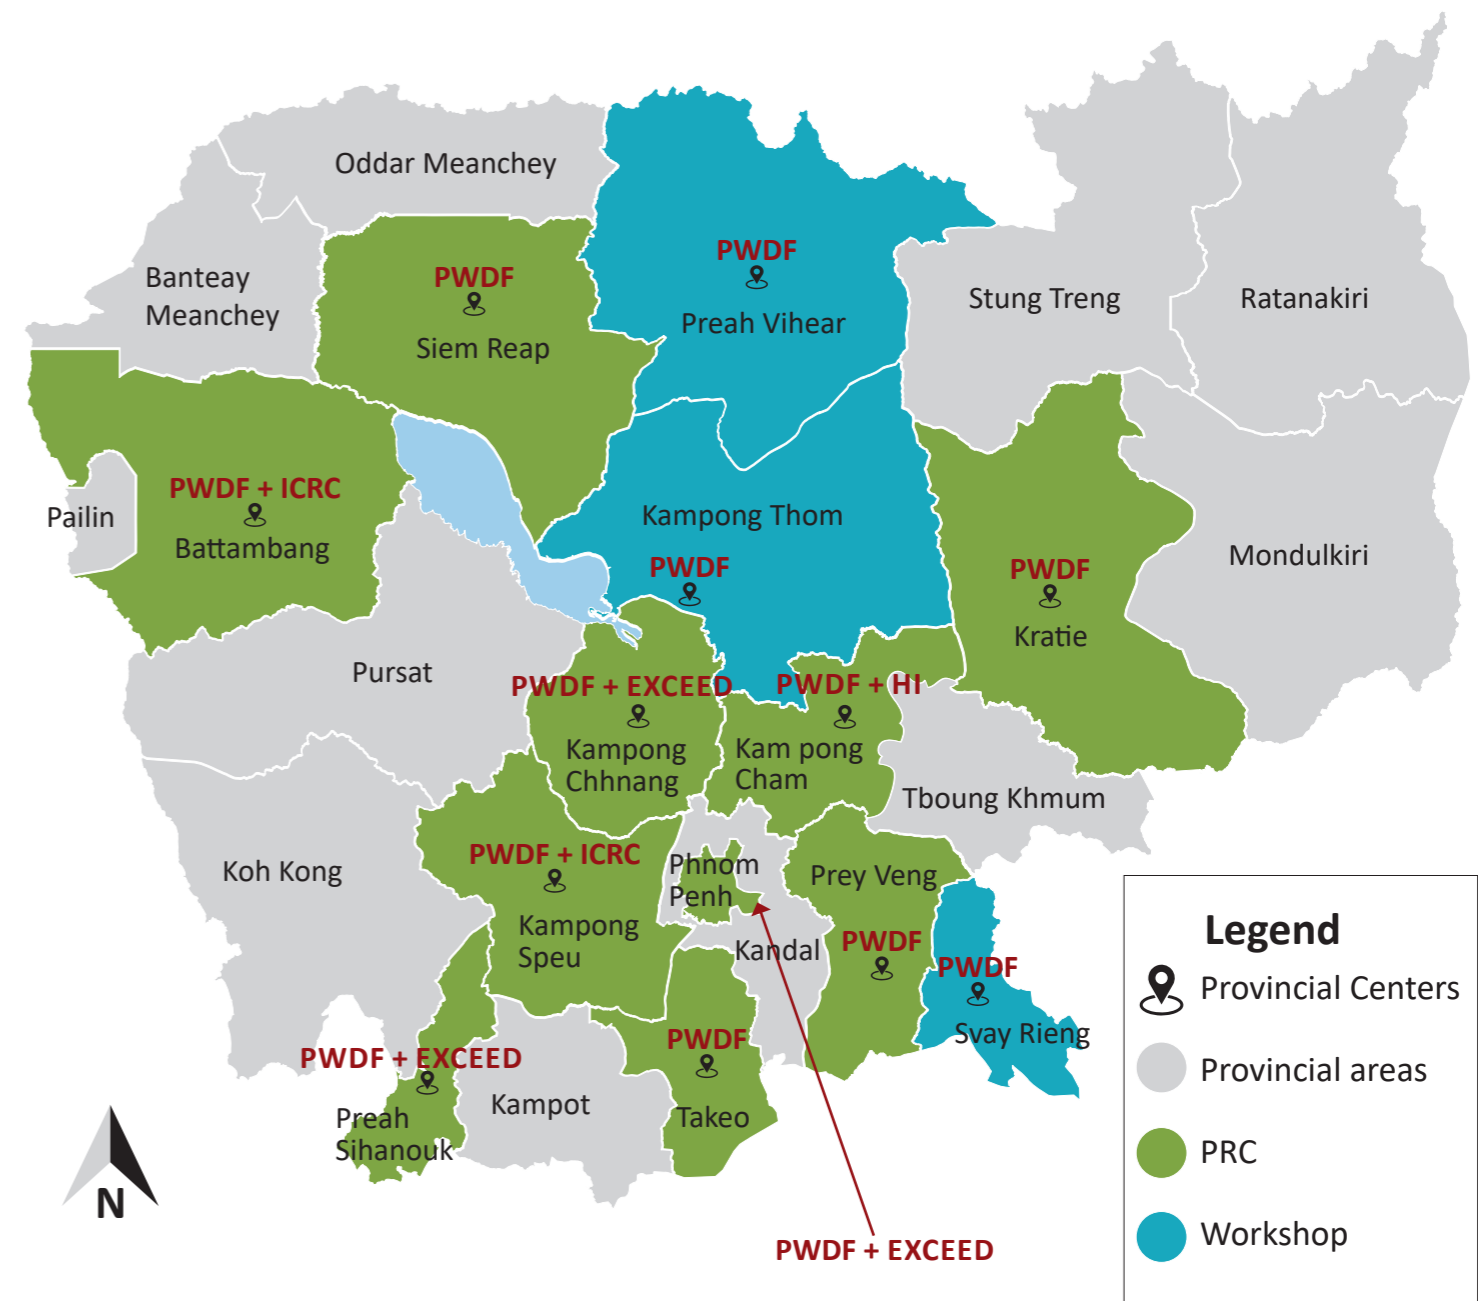 Oddar Meanchey
PWDF
Preah Vihear
Banteay
Meanchey
PWDF
Siem Reap
Stung Treng
Ratanakiri
PWDF + ICRC
Battambang
Pailin
Kampong Thom
PWDF
PWDF
Kratie
Mondulkiri
Pursat
PWDF + EXCEED
Kampong
Chhnang
PWDF + HI
Kam pong
Cham
Tboung Khmum
Koh Kong
PWDF + ICRC
Kampong
Speu
Phnom
Penh
Prey Veng
PWDF
Kandal
PWDF
Svay Rieng
PWDF + EXCEED
Preah
Sihanouk
Kampot
PWDF
Takeo
PWDF + EXCEED
N
Legend
Provincial Centers
Provincial areas
PRC
Workshop